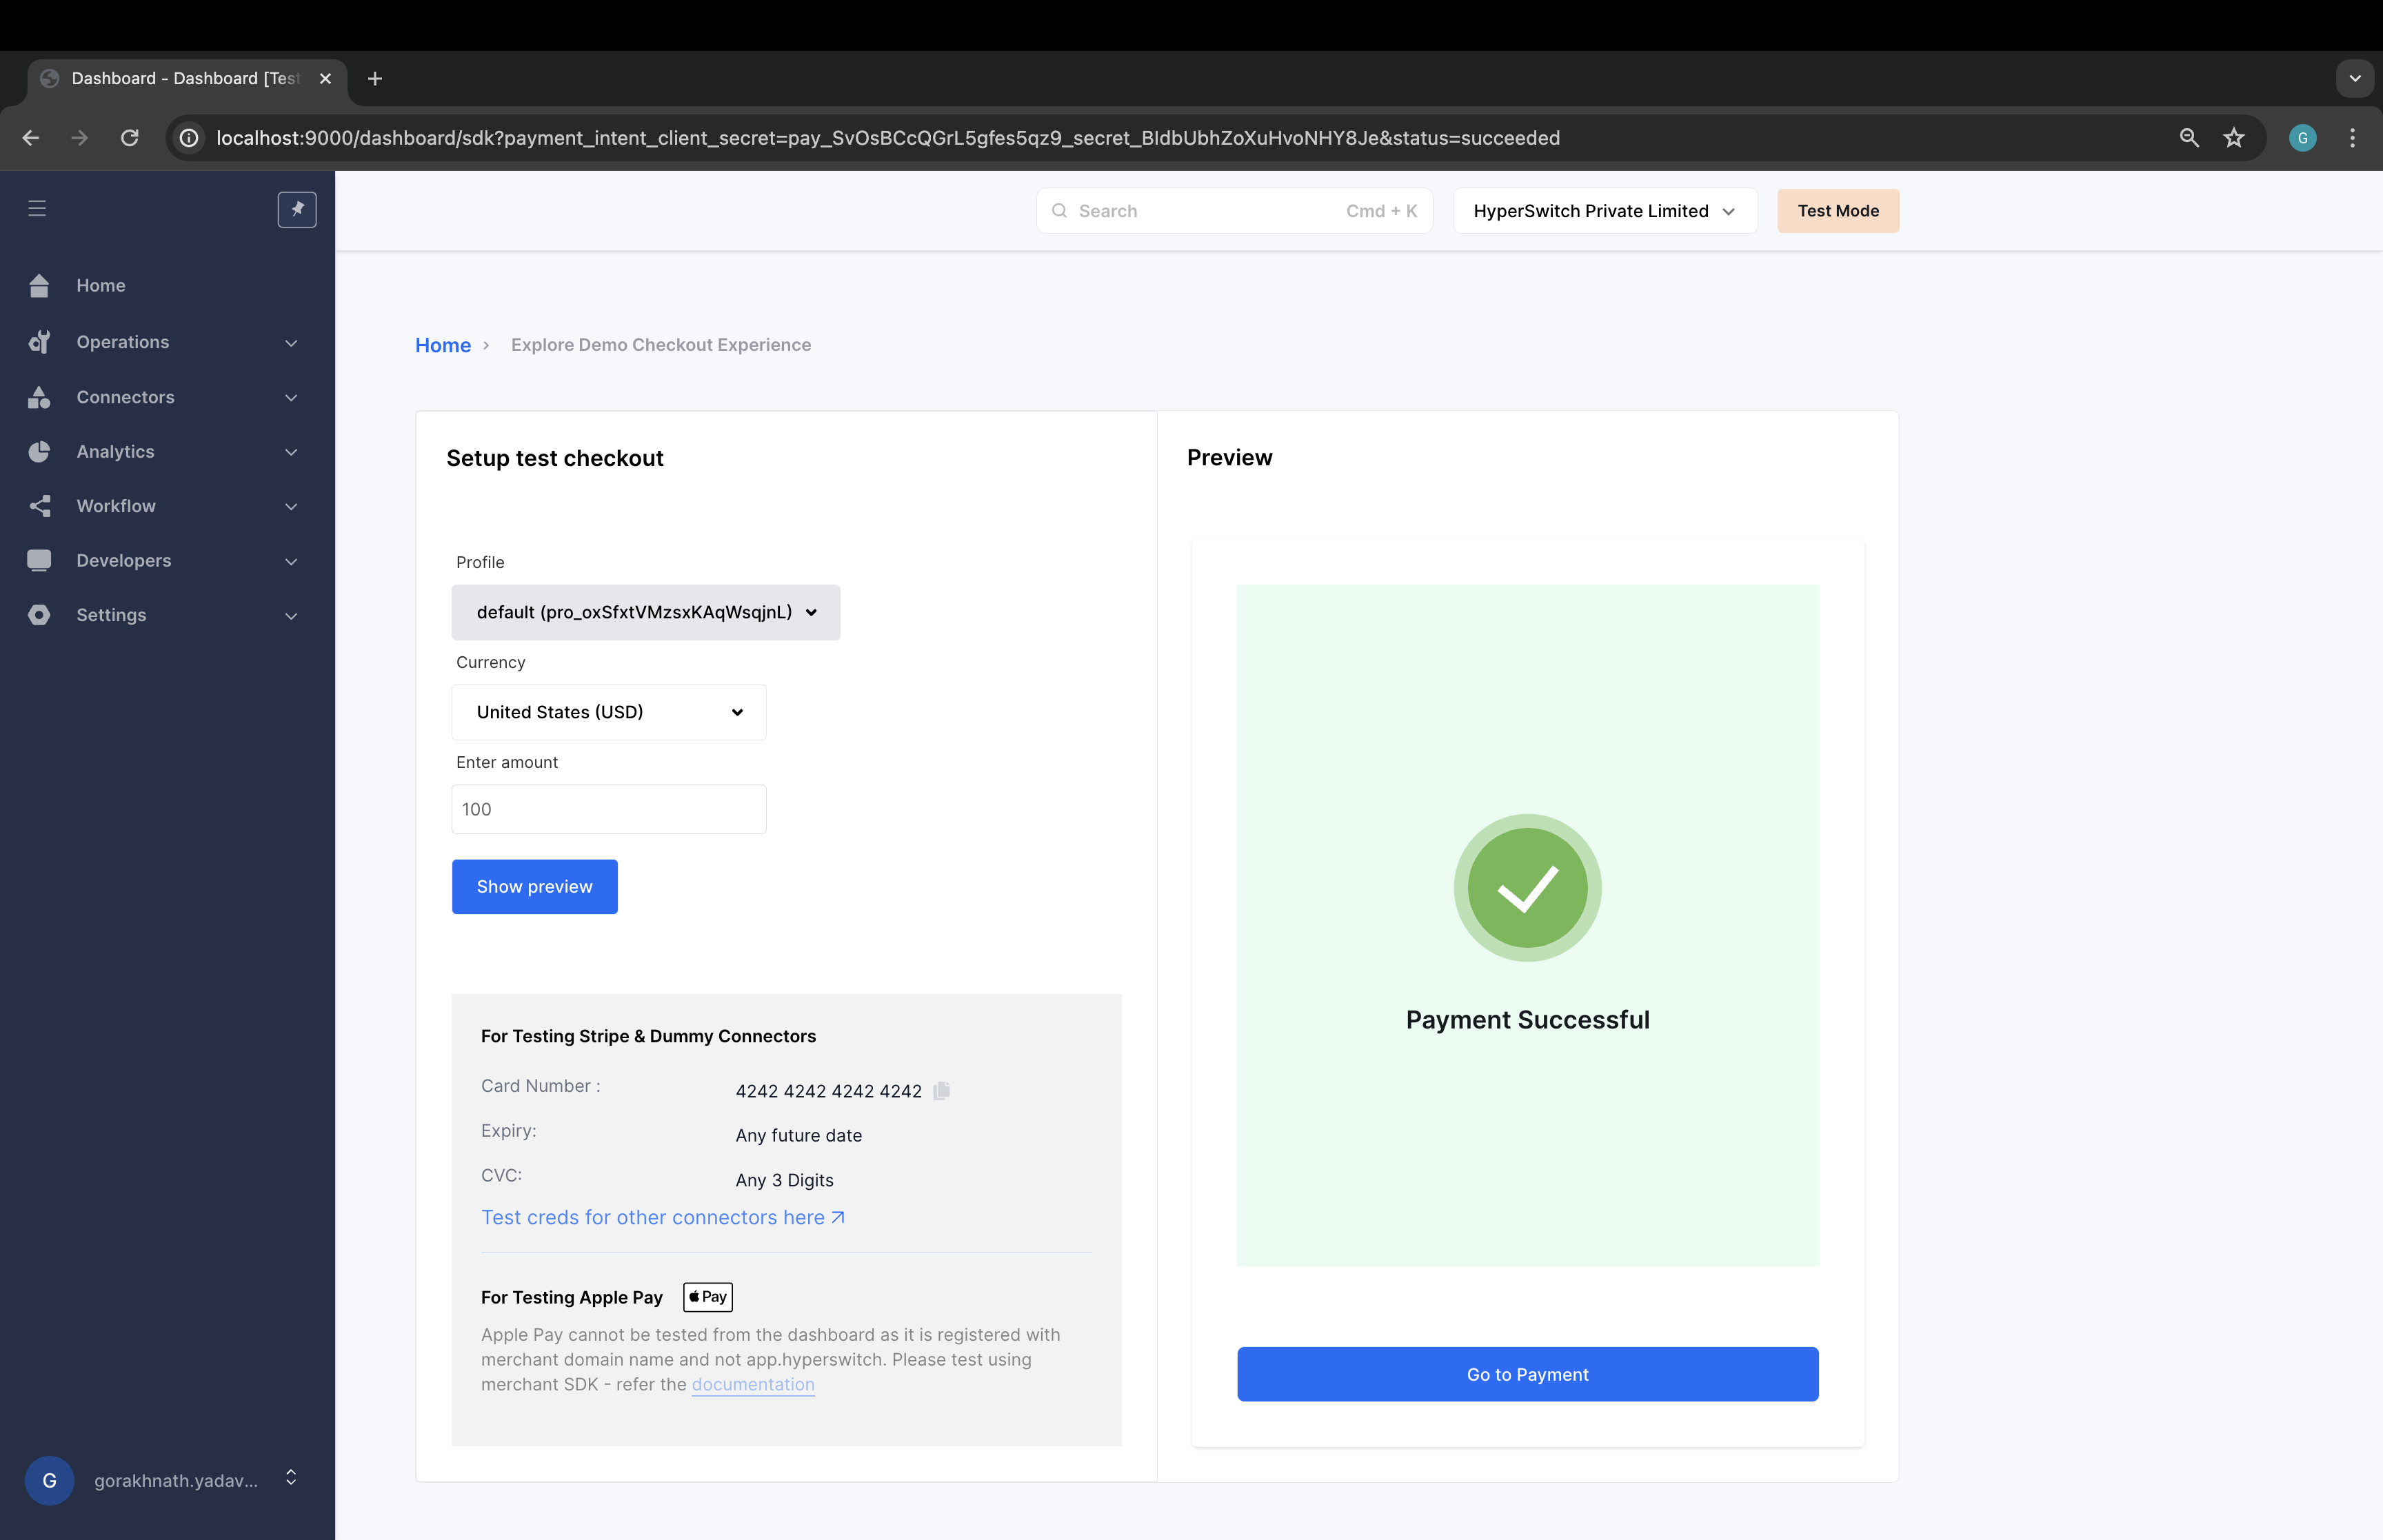 Dashboard - Dashboard [Test
localhost:9000/dashboard/sdk?payment_intent_client_secret=pay_SvOsBCcQGrL5gfes5qz9_secret_BldbUbhZoXuHvoNHY8Je&status=succeeded
G
Search
Cmd + K
HyperSwitch Private Limited
Test Mode
Home
Operations
Connectors
Analytics
Workflow
Developers
Settings
G
gorakhnath.yadav...
Home
Explore Demo Checkout Experience
Setup test checkout
Profile
default (pro_oxSfxtVMzsxKAqWsqjnL)
Currency
United States (USD)
Enter amount
100
Show preview
For Testing Stripe & Dummy Connectors
Card Number :
4242 4242 4242 4242
Expiry:
Any future date
CVC:
Any 3 Digits
Test creds for other connectors here
For Testing Apple Pay
Pay
Apple Pay cannot be tested from the dashboard as it is registered with
merchant domain name and not app.hyperswitch. Please test using
merchant SDK - refer the documentation
Preview
Payment Successful
Go to Payment